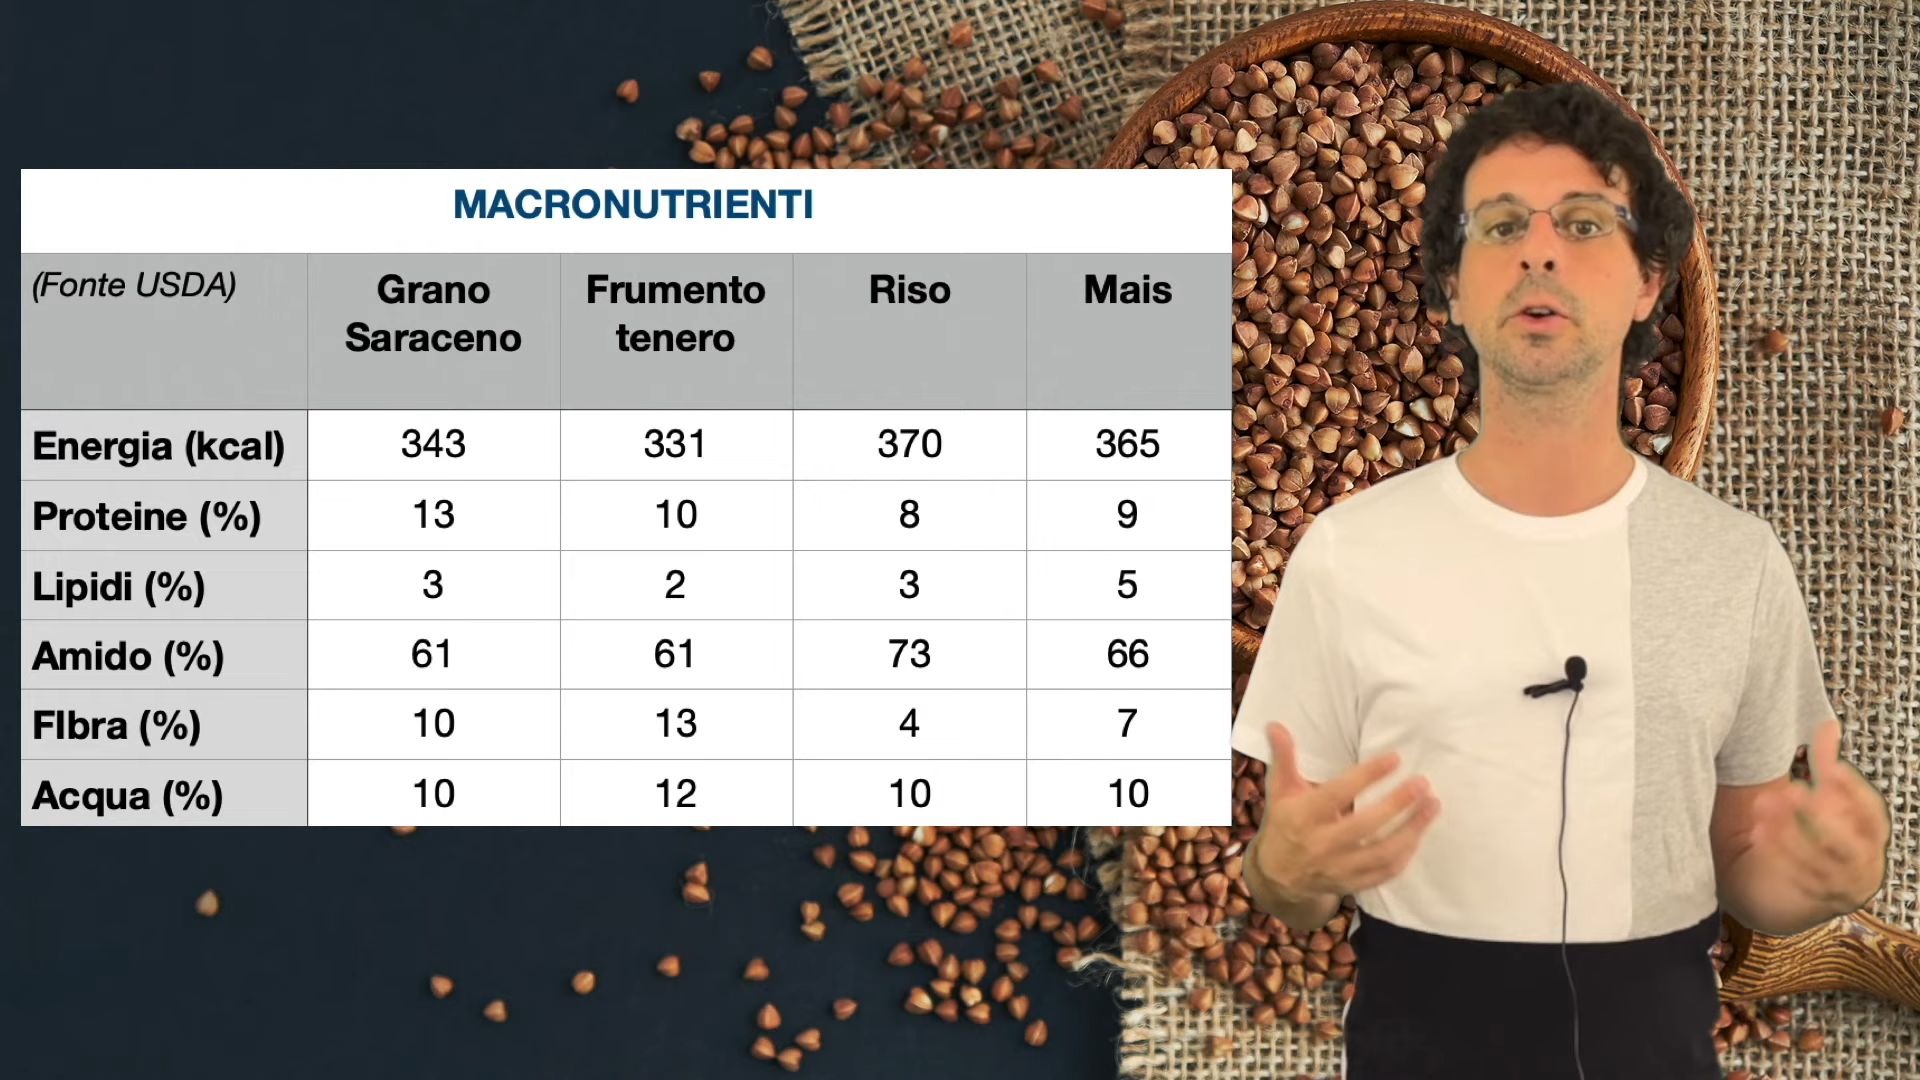 MACRONUTRIENTI
(Fonte USDA) Grano Saraceno Frumento tenero Riso Mais
Energia (kcal) 343 331 370 365
Proteine (%) 13 10 8 9
Lipidi (%) 3 2 3 5
Amido (%) 61 61 73 66
FIbra (%) 10 13 4 7
Acqua (%) 10 12 10 10